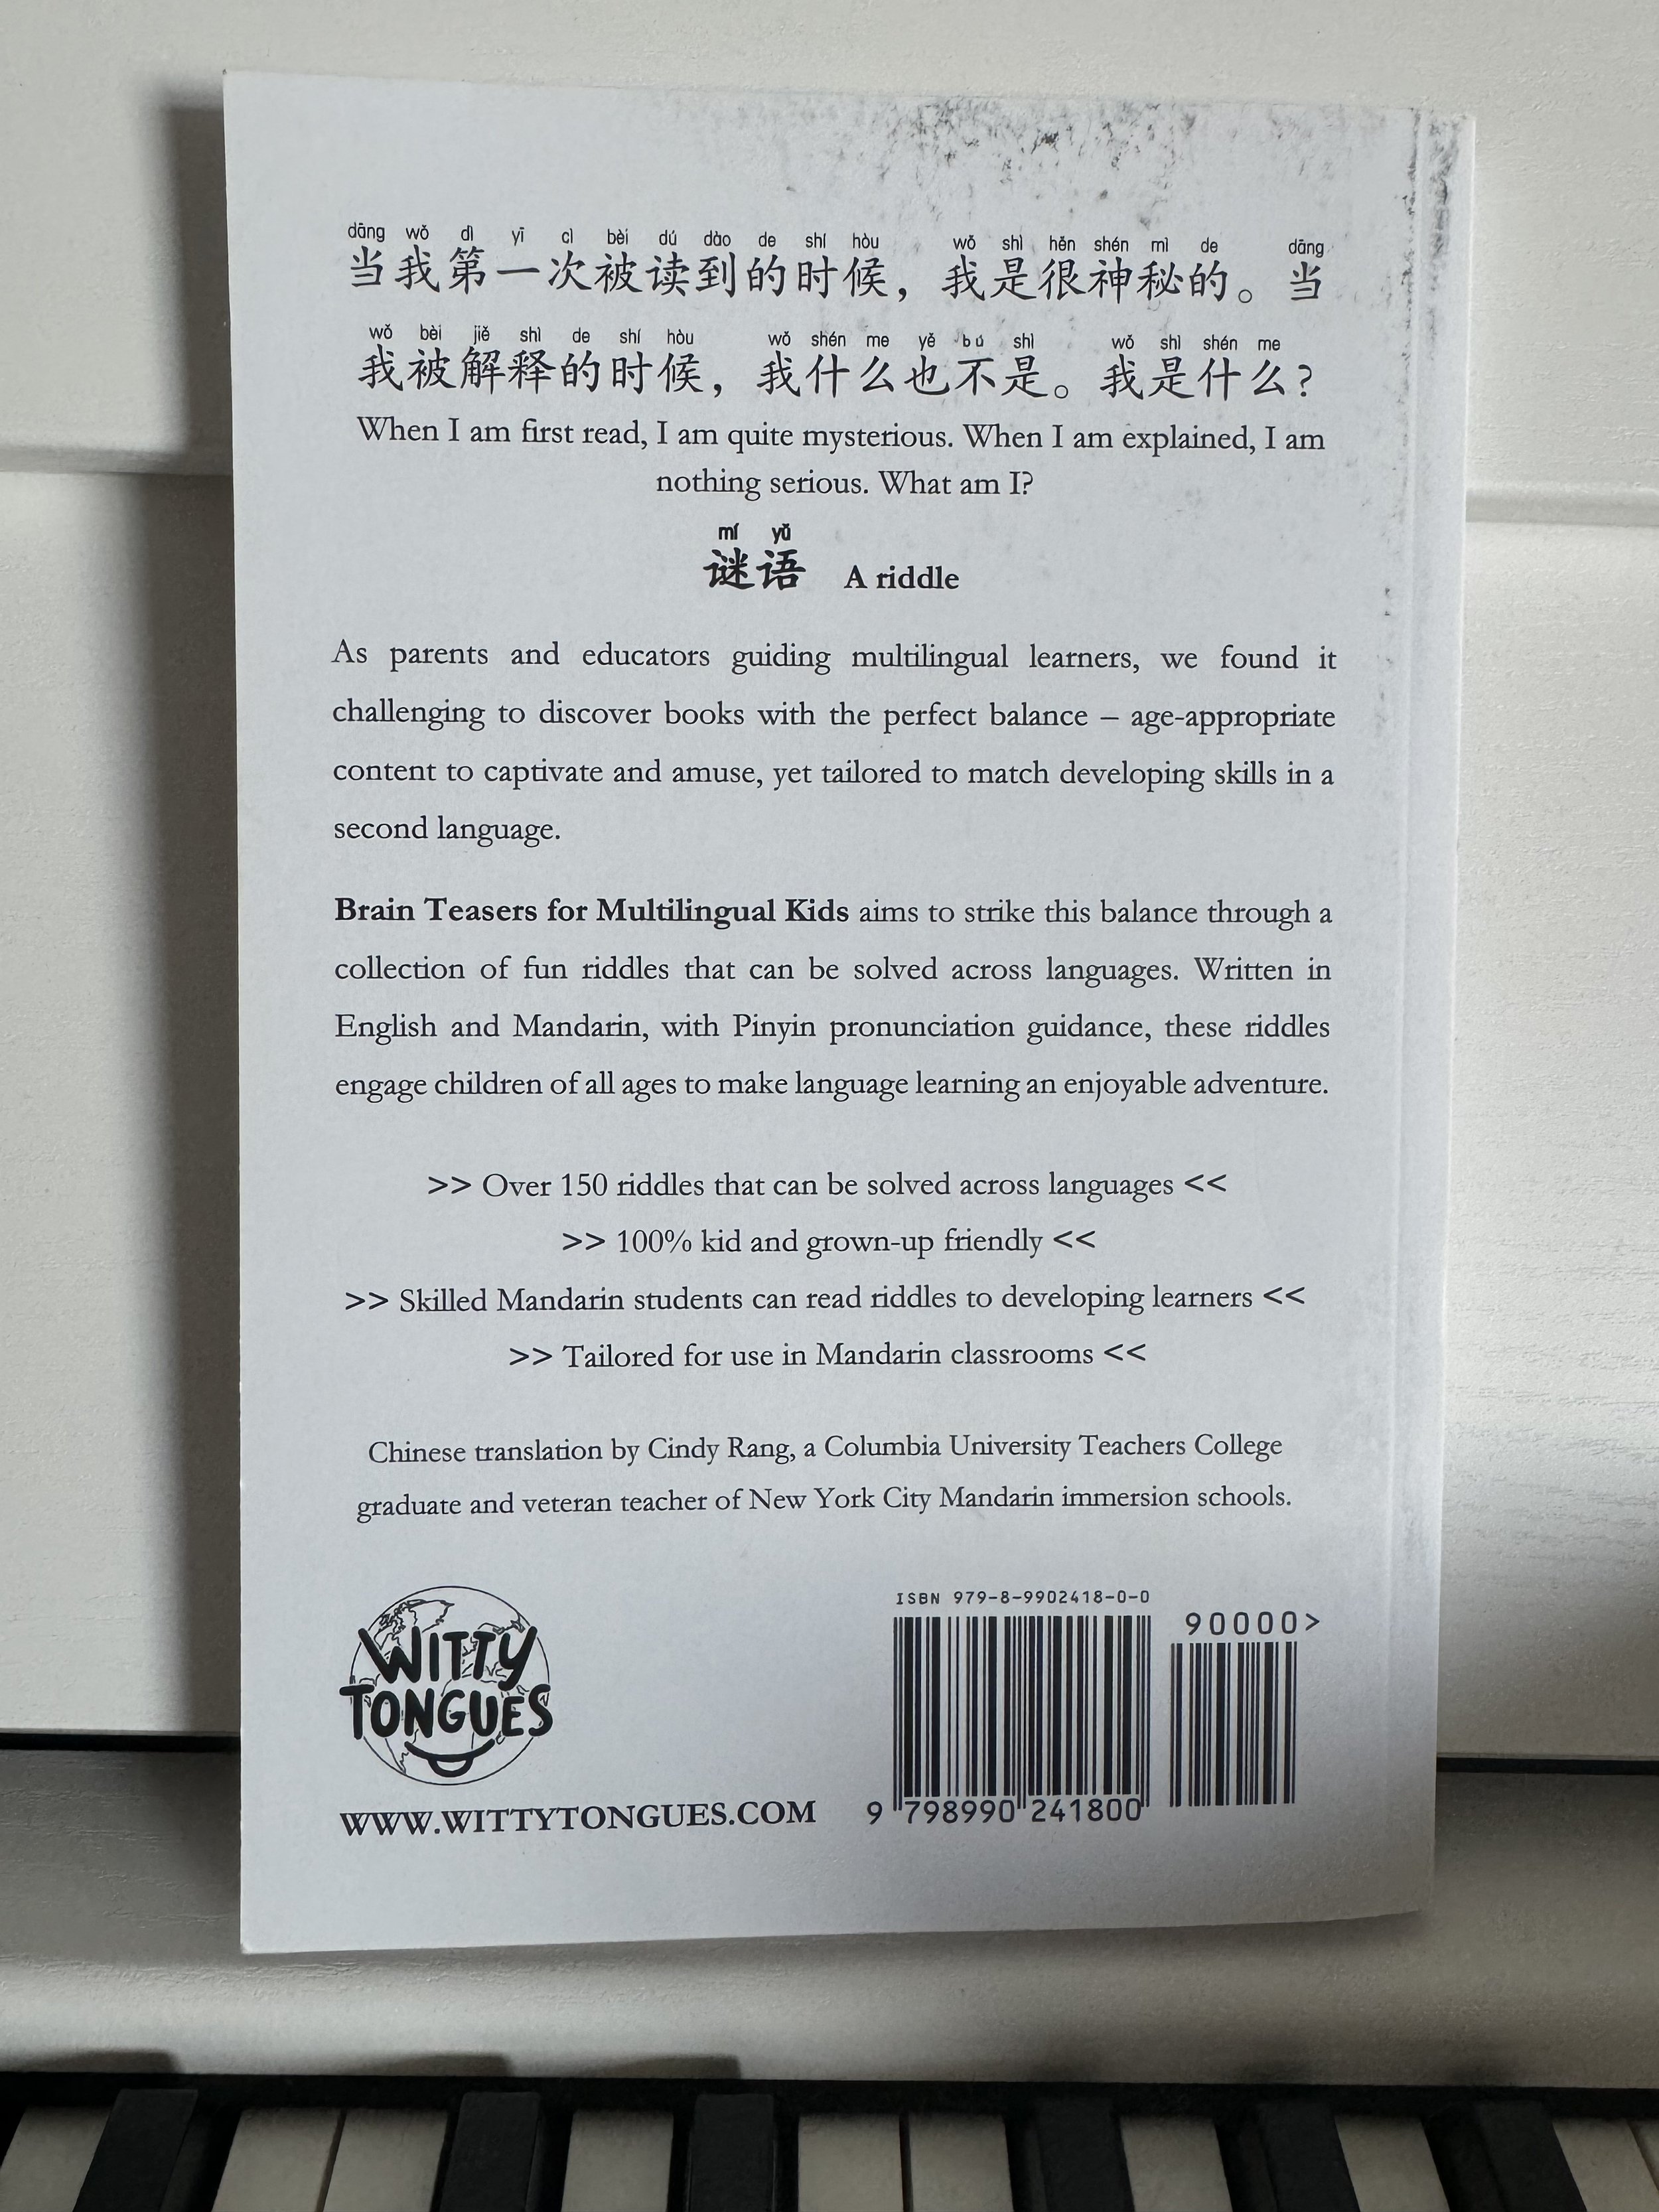 dāng wǒ dì yī cì bèi dú dào de shí hòu wǒ shì hěn shén mì de dāng
当我第一次被读到的时候，我是很神秘的。当
wǒ bèi jiě shì de shí hòu wǒ shén me yě bú shì wǒ shì shén me
我被解释的时候，我什么也不是。我是什么?
When I am first read, I am quite mysterious. When I am explained, I am
nothing serious. What am I?
mí yǔ
谜语 A riddle
As parents and educators guiding multilingual learners, we found it
challenging to discover books with the perfect balance – age-appropriate
content to captivate and amuse, yet tailored to match developing skills in a
second language.
Brain Teasers for Multilingual Kids aims to strike this balance through a
collection of fun riddles that can be solved across languages. Written in
English and Mandarin, with Pinyin pronunciation guidance, these riddles
engage children of all ages to make language learning an enjoyable adventure.
>> Over 150 riddles that can be solved across languages <<
>> 100% kid and grown-up friendly <<
>> Skilled Mandarin students can read riddles to developing learners <<
>> Tailored for use in Mandarin classrooms <<
Chinese translation by Cindy Rang, a Columbia University Teachers College
graduate and veteran teacher of New York City Mandarin immersion schools.
WITTY
TONGUES
WWW.WITTYTONGUES.COM
ISBN 979-8-9902418-0-0
90000>
9 798990 241800